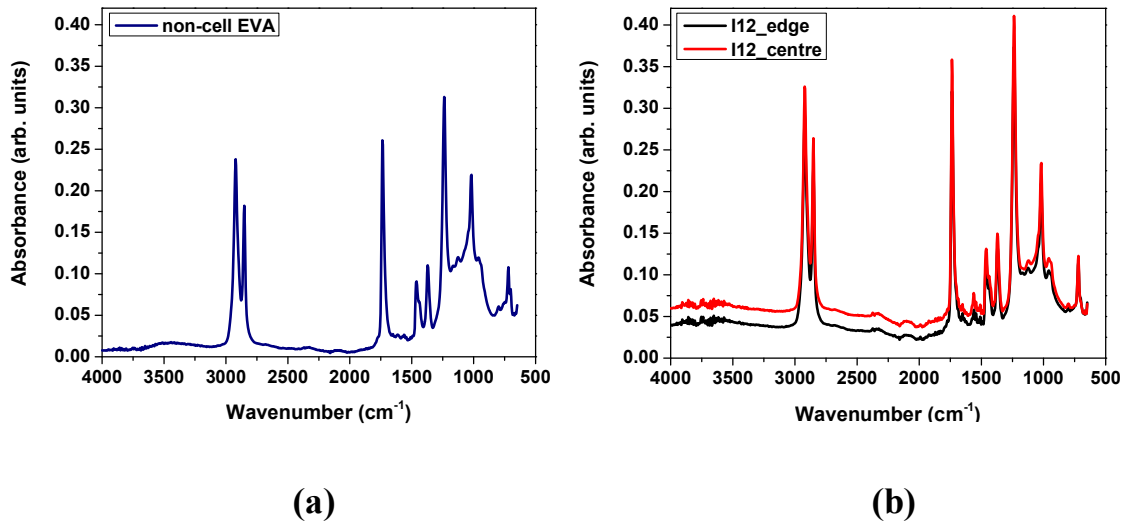 non-cell EVA
0.40
0.35
0.30
0.25
0.20
0.15
0.10
0.05
0.00
4000 3500 3000 2500 2000 1500 1000 500
Absorbance (arb. units)
Wavenumber (cm⁻¹)
(a)
I12_edge
I12_centre
0.40
0.35
0.30
0.25
0.20
0.15
0.10
0.05
0.00
4000 3500 3000 2500 2000 1500 1000 500
Absorbance (arb. units)
Wavenumber (cm⁻¹)
(b)